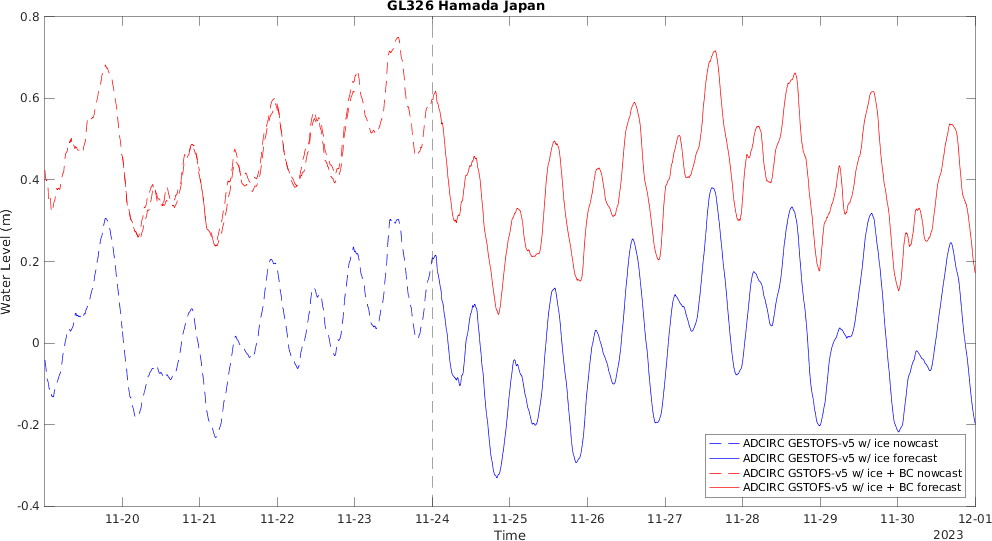 GL326 Hamada Japan
0.8
0.6
0.4
0.2
0
-0.2
-0.4
Water Level (m)
ADCIRC GESTOFS-v5 w/ ice nowcast
ADCIRC GESTOFS-v5 w/ ice forecast
ADCIRC GSTOFS-v5 w/ ice + BC nowcast
ADCIRC GSTOFS-v5 w/ ice + BC forecast
11-20 11-21 11-22 11-23 11-24 11-25 11-26 11-27 11-28 11-29 11-30 12-01
Time
2023